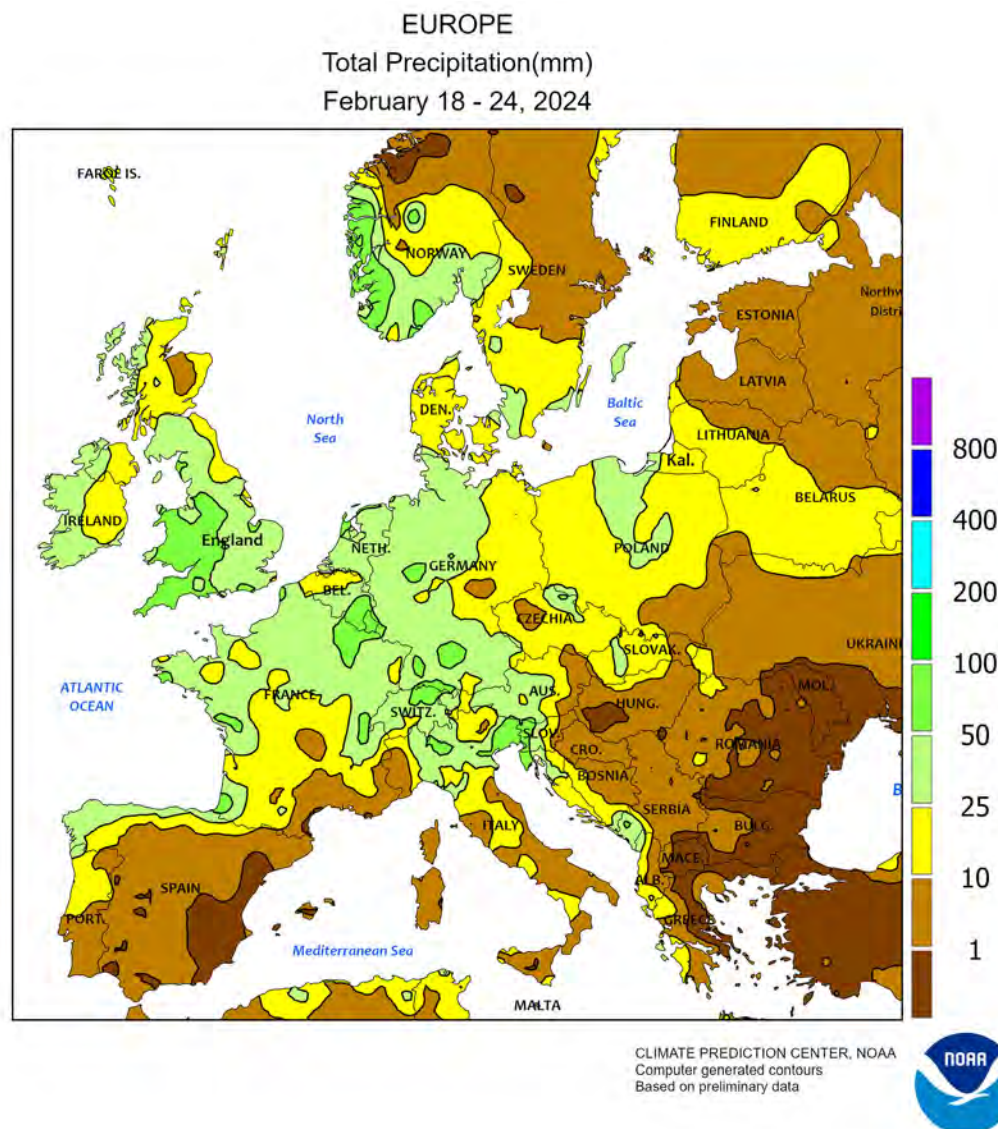 EUROPE
Total Precipitation(mm)
February 18 - 24, 2024
FAROE IS.
FINLAND
NORWAY
SWEDEN
Northw
Distri
ESTONIA
LATVIA
North
Sea
DEN.
Baltic
Sea
LITHUANIA
Kal.
BELARUS
IRELAND
England
NETH.
GERMANY
POLAND
BEL.
CZECHIA
SLOVAK.
UKRAINE
ATLANTIC
OCEAN
FRANCE
AUS.
MOL.
SWITZ.
HUNG.
SLOV.
ROMANIA
CRO.
BOSNIA
B
SERBIA
ITALY
BULG.
MACE.
SPAIN
ALB.
PORT.
GREECE
Mediterranean Sea
MALTA
800
400
200
100
50
25
10
1
CLIMATE PREDICTION CENTER, NOAA
Computer generated contours
Based on preliminary data
NOAA